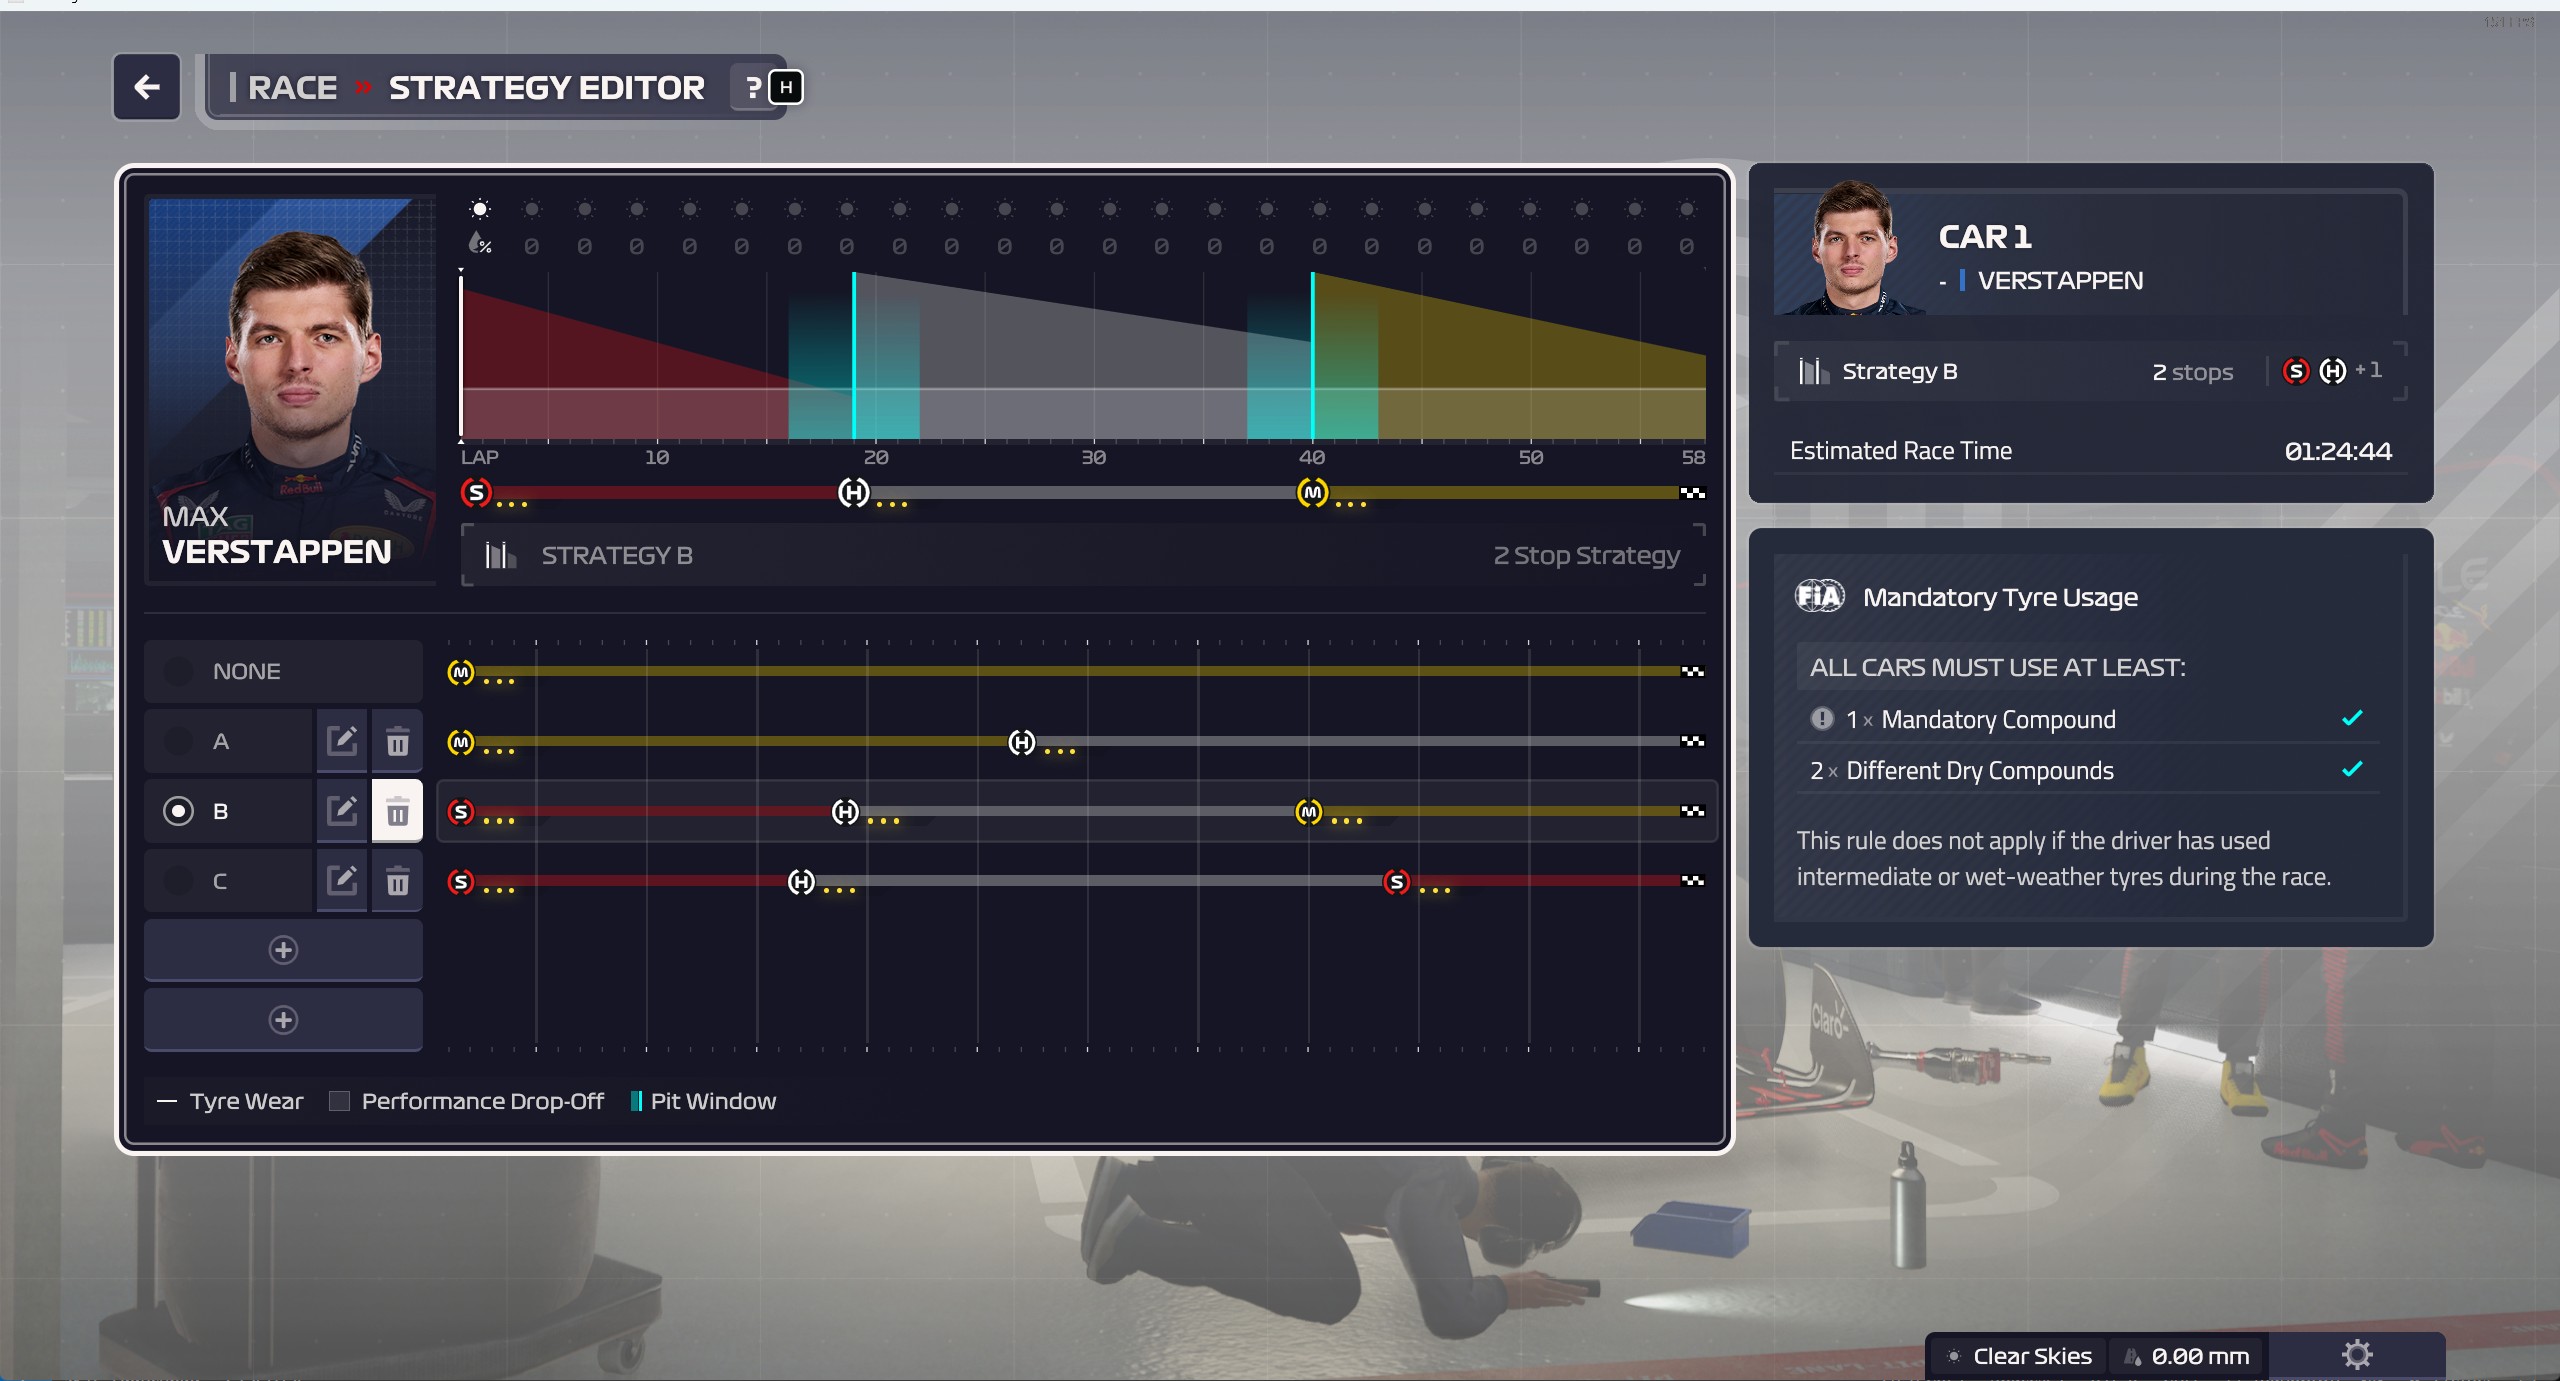 RACE » STRATEGY EDITOR ? H
% 0 0 0 0 0 0 0 0 0 0 0 0 0 0 0 0 0 0 0 0 0 0 0
LAP 10 20 30 40 50 58
S ... H ... M ...
STRATEGY B 2 Stop Strategy
Red Bull
MAX
VERSTAPPEN
NONE M ...
A M ... H ...
B S ... H ... M ...
C S ... H ... S ...
— Tyre Wear Performance Drop-Off Pit Window
CAR 1
- VERSTAPPEN
Strategy B 2 stops S H +1
Estimated Race Time 01:24:44
FIA Mandatory Tyre Usage
ALL CARS MUST USE AT LEAST:
! 1 x Mandatory Compound
2 x Different Dry Compounds
This rule does not apply if the driver has used
intermediate or wet-weather tyres during the race.
Claro-
Clear Skies 0.00 mm